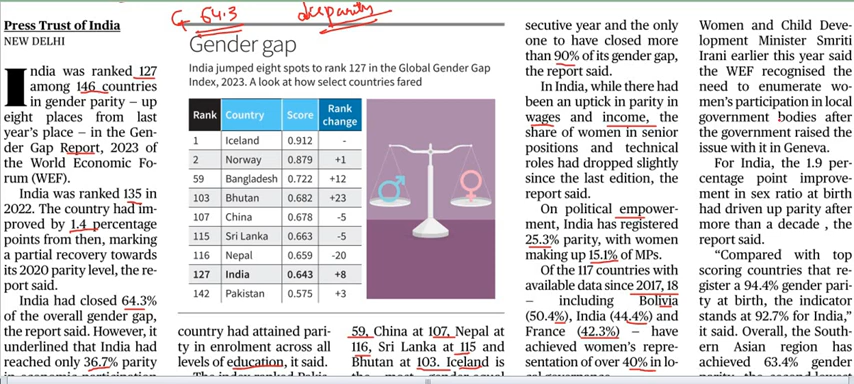 64.3
disparity
Press Trust of India
NEW DELHI
India was ranked 127
among 146 countries
in gender parity – up
eight places from last
year's place – in the Gen-
der Gap Report, 2023 of
the World Economic Fo-
rum (WEF).
India was ranked 135 in
2022. The country had im-
proved by 1.4 percentage
points from then, marking
a partial recovery towards
its 2020 parity level, the re-
port said.
India had closed 64.3%
of the overall gender gap,
the report said. However, it
underlined that India had
reached only 36.7% parity
in economic participation
Gender gap
India jumped eight spots to rank 127 in the Global Gender Gap
Index, 2023. A look at how select countries fared
Rank Country Score Rank change
1 Iceland 0.912 -
2 Norway 0.879 +1
59 Bangladesh 0.722 +12
103 Bhutan 0.682 +23
107 China 0.678 -5
115 Sri Lanka 0.663 -5
116 Nepal 0.659 -20
127 India 0.643 +8
142 Pakistan 0.575 +3
country had attained pari-
ty in enrolment across all
levels of education, it said.
The index ranked Pakis-
59, China at 107, Nepal at
116, Sri Lanka at 115 and
Bhutan at 103. Iceland is
the most gender-equal
secutive year and the only
one to have closed more
than 90% of its gender gap,
the report said.
In India, while there had
been an uptick in parity in
wages and income, the
share of women in senior
positions and technical
roles had dropped slightly
since the last edition, the
report said.
On political empower-
ment, India has registered
25.3% parity, with women
making up 15.1% of MPs.
Of the 117 countries with
available data since 2017, 18
– including Bolivia
(50.4%), India (44.4%) and
France (42.3%) – have
achieved women's repre-
sentation of over 40% in lo-
cal governance.
Women and Child Deve-
lopment Minister Smriti
Irani earlier this year said
the WEF recognised the
need to enumerate wo-
men's participation in local
government bodies after
the government raised the
issue with it in Geneva.
For India, the 1.9 per-
centage point improve-
ment in sex ratio at birth
had driven up parity after
more than a decade , the
report said.
"Compared with top
scoring countries that re-
gister a 94.4% gender pari-
ty at birth, the indicator
stands at 92.7% for India,"
it said. Overall, the South-
ern Asian region has
achieved 63.4% gender